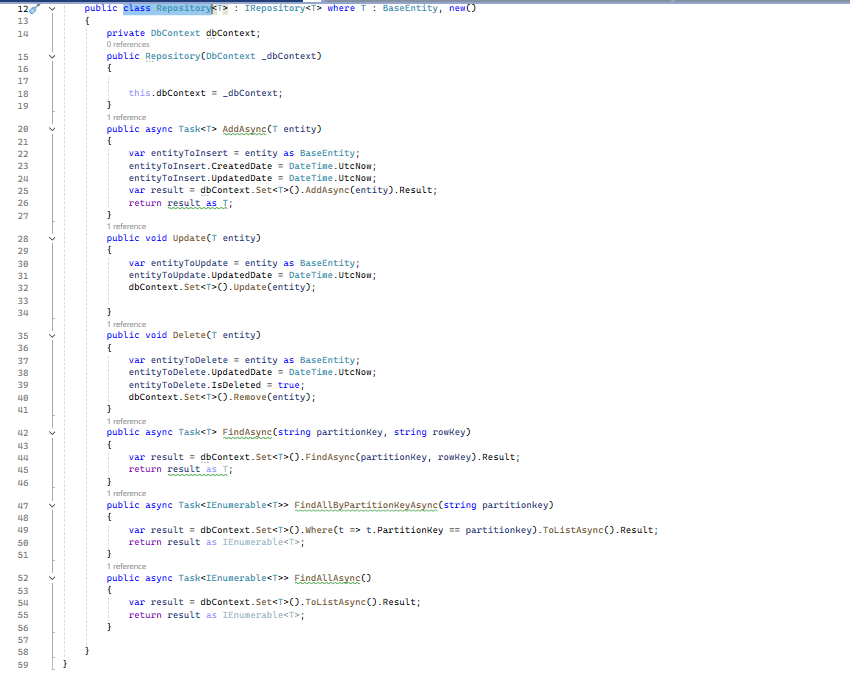 12 public class Repository<T> : IRepository<T> where T : BaseEntity, new()
13 {
14 private DbContext dbContext;
0 references
15 public Repository(DbContext _dbContext)
16 {
17
18 this.dbContext = _dbContext;
19 }
1 reference
20 public async Task<T> AddAsync(T entity)
21 {
22 var entityToInsert = entity as BaseEntity;
23 entityToInsert.CreatedDate = DateTime.UtcNow;
24 entityToInsert.UpdatedDate = DateTime.UtcNow;
25 var result = dbContext.Set<T>().AddAsync(entity).Result;
26 return result as T;
27 }
1 reference
28 public void Update(T entity)
29 {
30 var entityToUpdate = entity as BaseEntity;
31 entityToUpdate.UpdatedDate = DateTime.UtcNow;
32 dbContext.Set<T>().Update(entity);
33
34 }
1 reference
35 public void Delete(T entity)
36 {
37 var entityToDelete = entity as BaseEntity;
38 entityToDelete.UpdatedDate = DateTime.UtcNow;
39 entityToDelete.IsDeleted = true;
40 dbContext.Set<T>().Remove(entity);
41 }
1 reference
42 public async Task<T> FindAsync(string partitionKey, string rowKey)
43 {
44 var result = dbContext.Set<T>().FindAsync(partitionKey, rowKey).Result;
45 return result as T;
46 }
1 reference
47 public async Task<IEnumerable<T>> FindAllByPartitionKeyAsync(string partitionkey)
48 {
49 var result = dbContext.Set<T>().Where(t => t.PartitionKey == partitionkey).ToListAsync().Result;
50 return result as IEnumerable<T>;
51 }
1 reference
52 public async Task<IEnumerable<T>> FindAllAsync()
53 {
54 var result = dbContext.Set<T>().ToListAsync().Result;
55 return result as IEnumerable<T>;
56 }
57
58 }
59 }